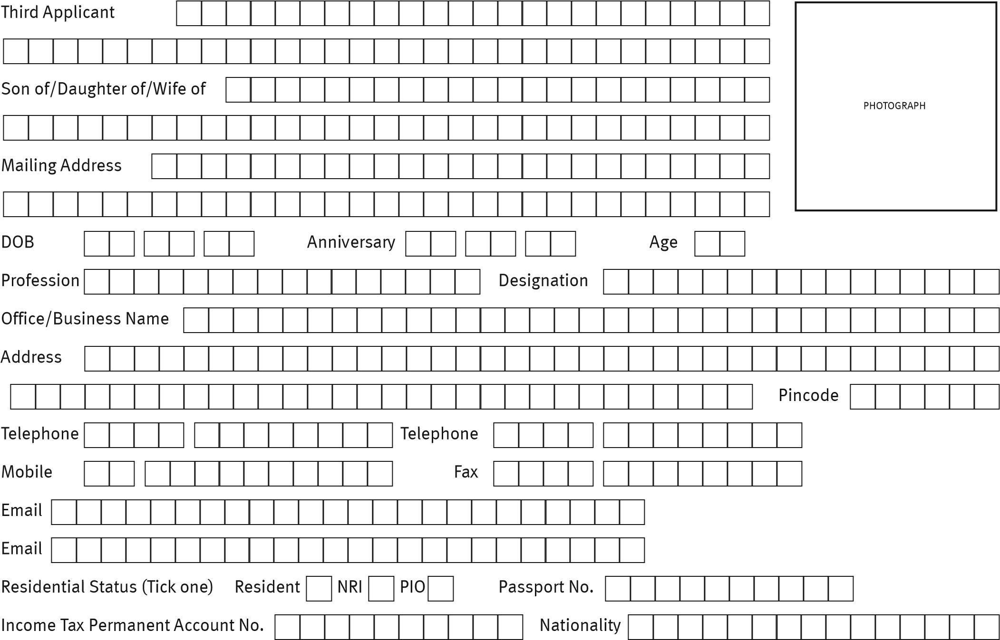 Third Applicant
PHOTOGRAPH
Son of/Daughter of/Wife of
Mailing Address
DOB Anniversary Age
Profession Designation
Office/Business Name
Address
Pincode
Telephone Telephone
Mobile Fax
Email
Email
Residential Status (Tick one) Resident NRI PIO Passport No.
Income Tax Permanent Account No. Nationality